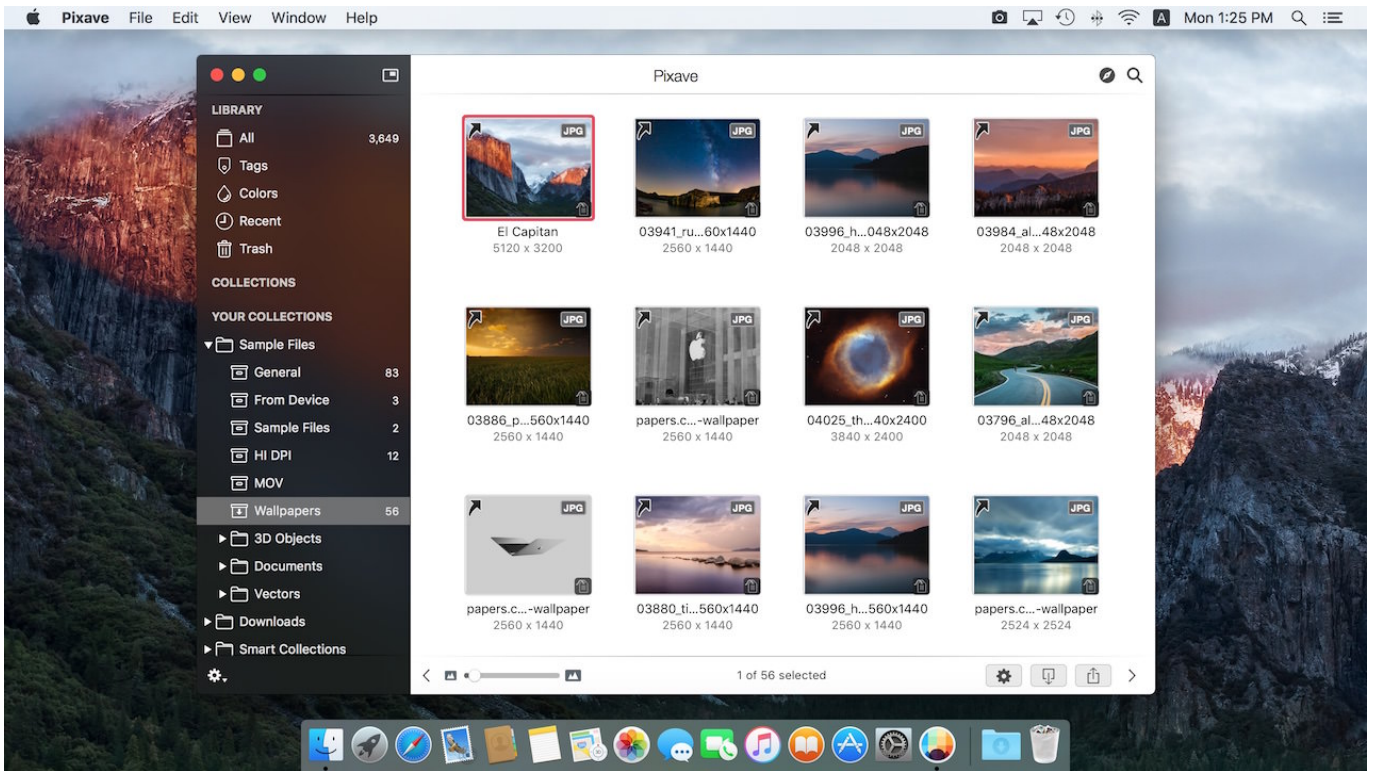 Pixave File Edit View Window Help
A Mon 1:25 PM
Pixave
LIBRARY
All 3,649
Tags
Colors
Recent
Trash
COLLECTIONS
YOUR COLLECTIONS
Sample Files
General 83
From Device 3
Sample Files 2
HI DPI 12
MOV
Wallpapers 56
3D Objects
Documents
Vectors
Downloads
Smart Collections
JPG JPG JPG JPG
El Capitan 03941_ru...60x1440 03996_h...048x2048 03984_al...48x2048
5120 x 3200 2560 x 1440 2048 x 2048 2048 x 2048
JPG JPG JPG JPG
03886_p...560x1440 papers.c...-wallpaper 04025_th...40x2400 03796_al...48x2048
2560 x 1440 2560 x 1440 3840 x 2400 2048 x 2048
JPG JPG JPG JPG
papers.c...-wallpaper 03880_ti...560x1440 03996_h...560x1440 papers.c...-wallpaper
2560 x 1440 2560 x 1440 2560 x 1440 2524 x 2524
1 of 56 selected